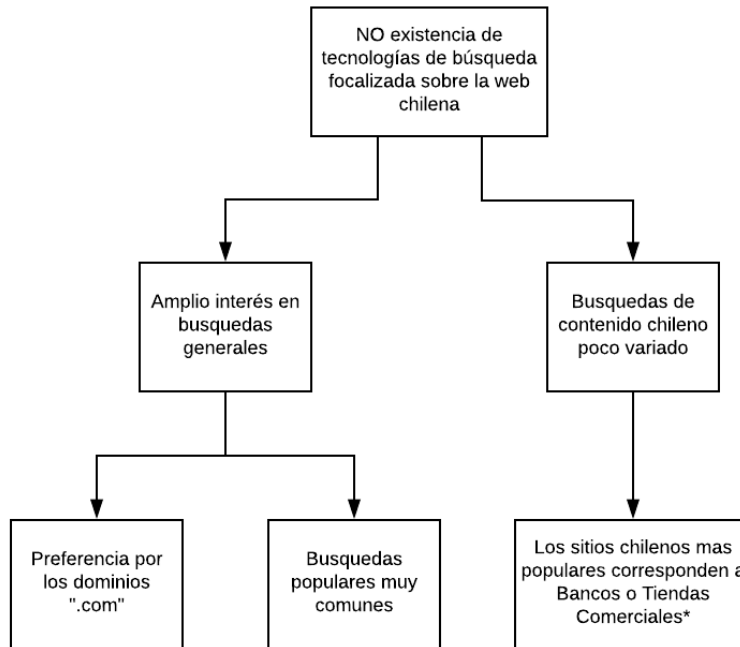 NO existencia de
tecnologías de búsqueda
focalizada sobre la web
chilena
Amplio interés en
busquedas
generales
Busquedas de
contenido chileno
poco variado
Preferencia por
los dominios
".com"
Busquedas
populares muy
comunes
Los sitios chilenos mas
populares corresponden a
Bancos o Tiendas
Comerciales*